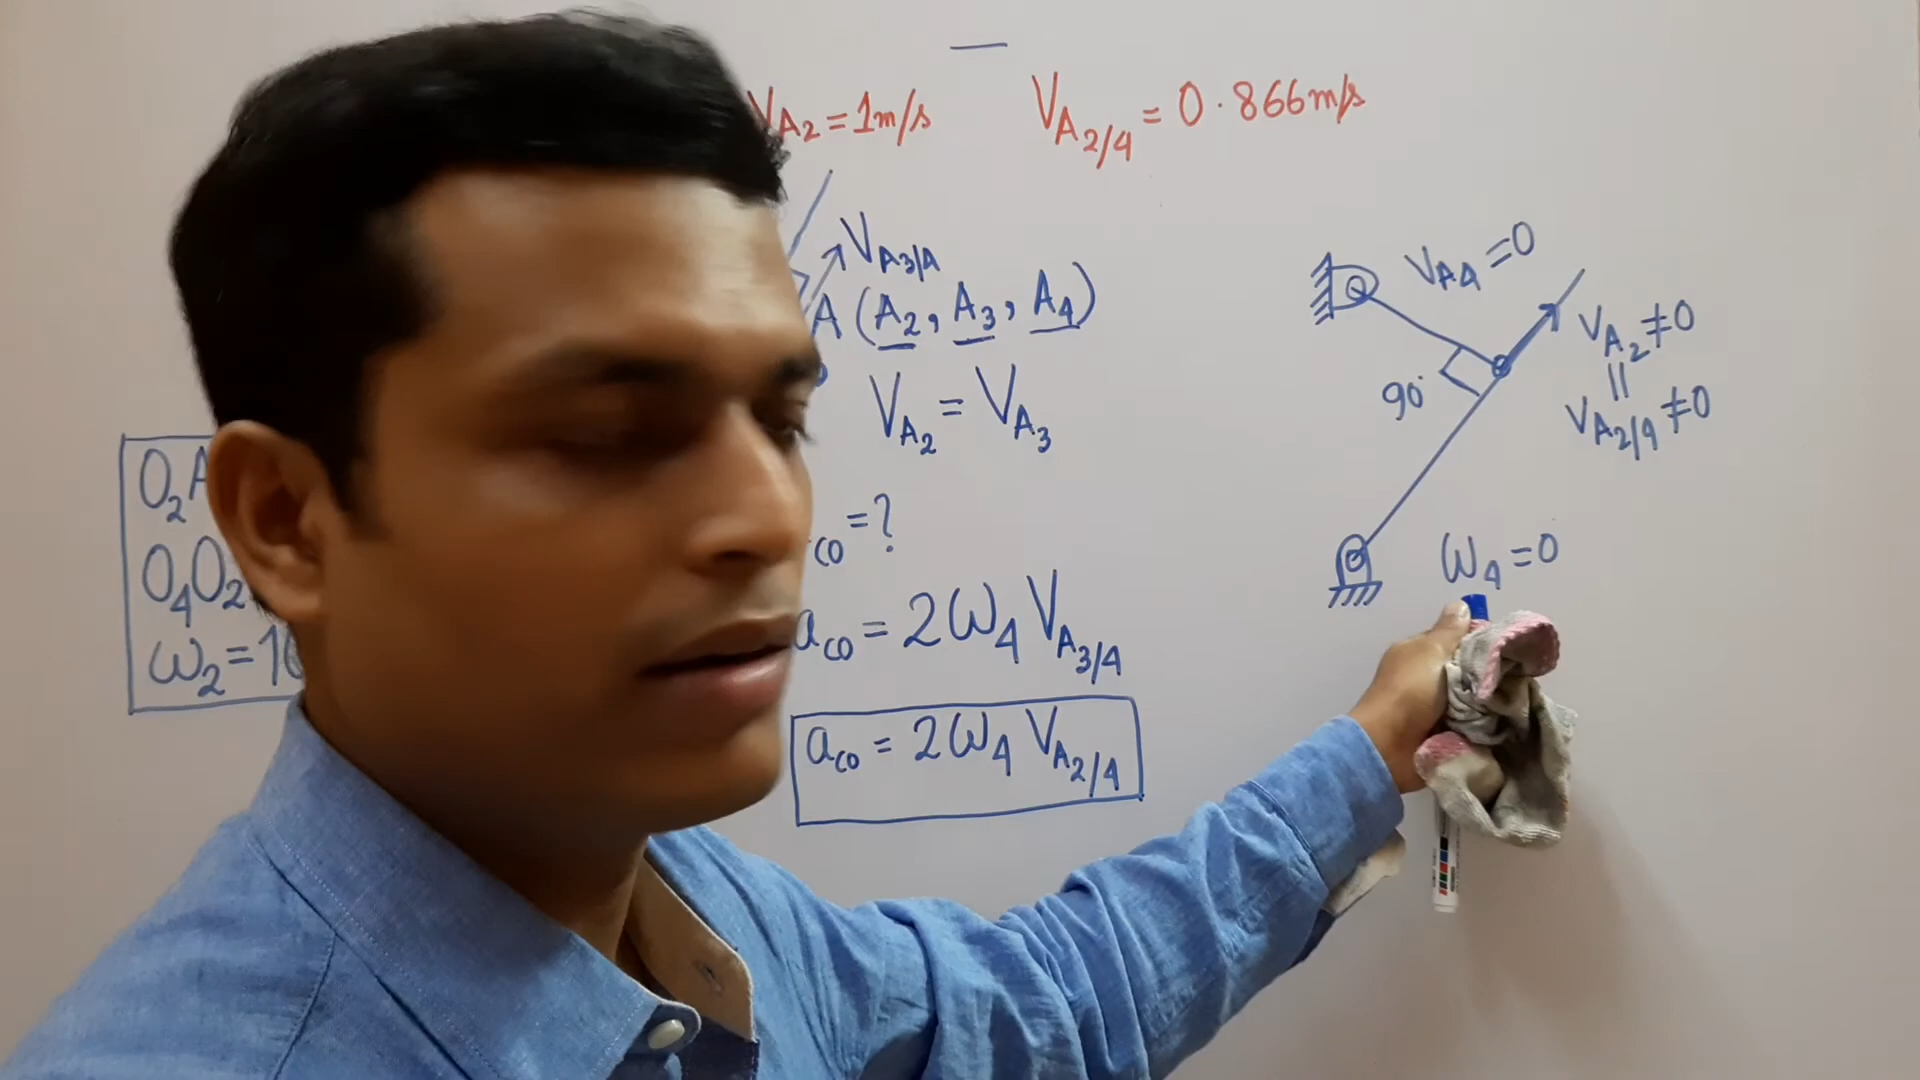 VA2 = 1m/s
VA2/4 = 0.866m/s
VA3/A
A (A2, A3, A4)
VA2 = VA3
O2A
O4O2
ω2=10
co = ?
aco = 2ω4 VA3/4
aco = 2ω4 VA2/4
VA4 = 0
VA2 ≠ 0
||
VA2/4 ≠ 0
90°
ω4 = 0